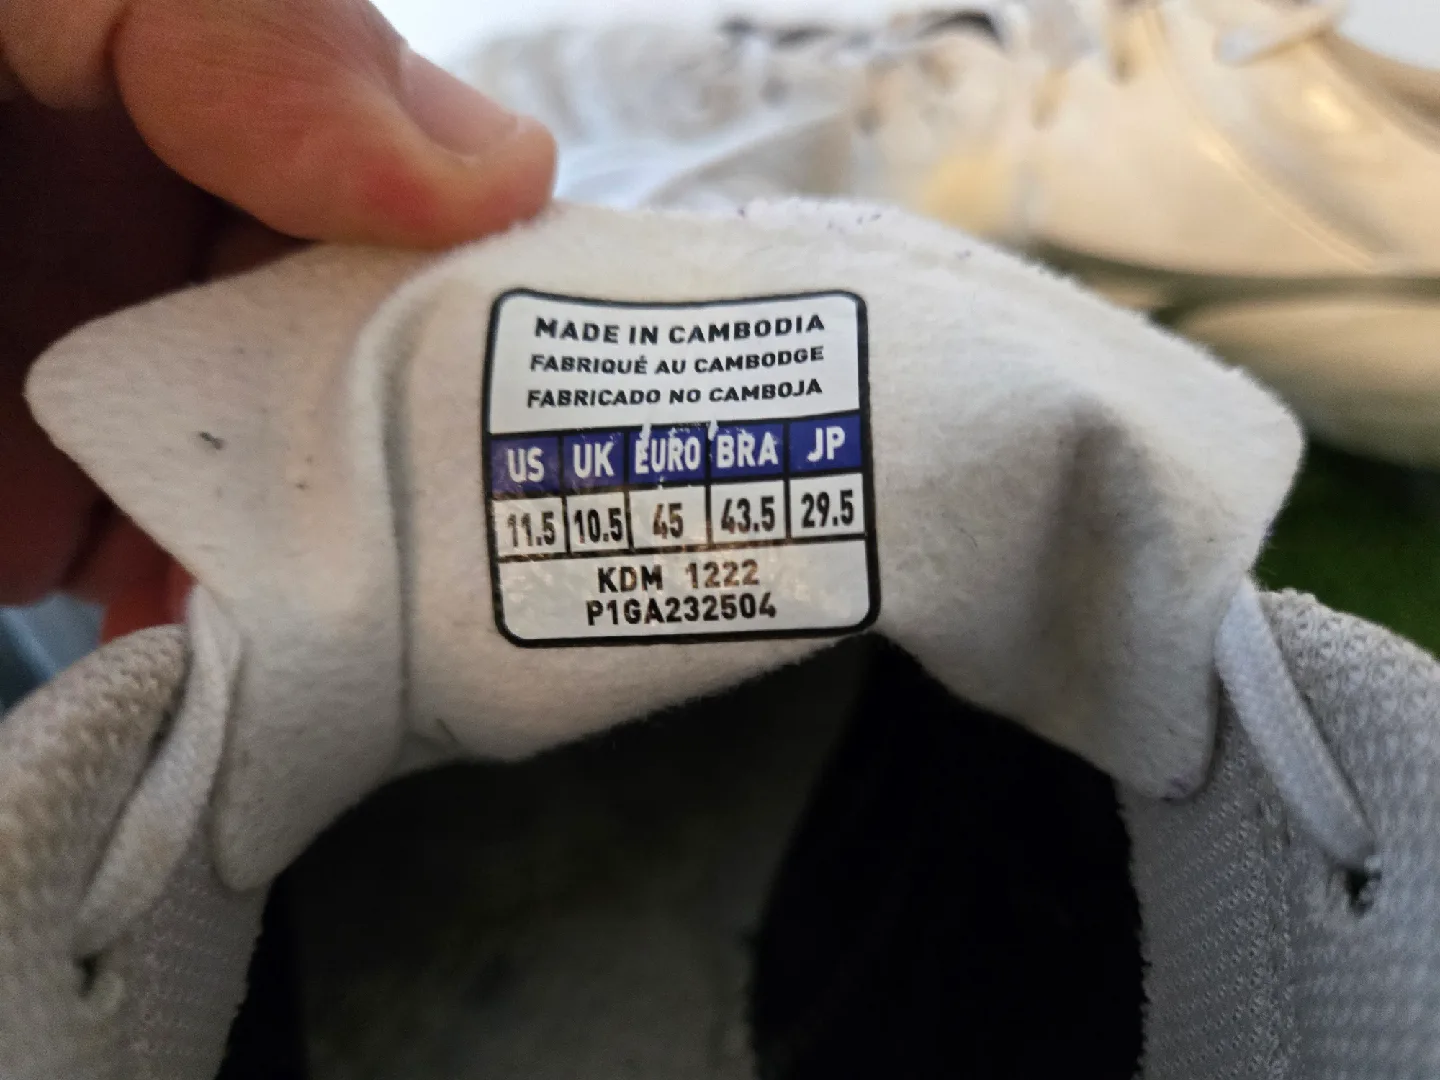 MADE IN CAMBODIA
FABRIQUÉ AU CAMBODGE
FABRICADO NO CAMBOJA
US UK EURO BRA JP
11.5 10.5 45 43.5 29.5
KDM 1222
P1GA232504